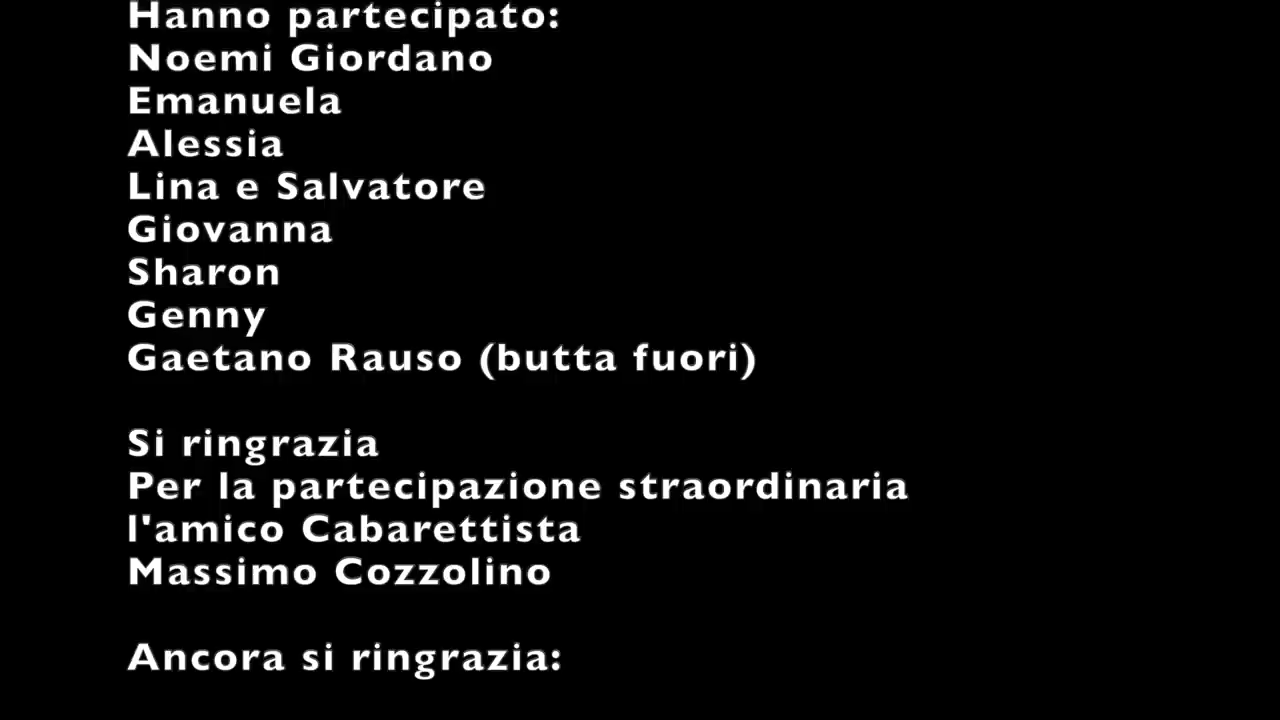 Hanno partecipato:
Noemi Giordano
Emanuela
Alessia
Lina e Salvatore
Giovanna
Sharon
Genny
Gaetano Rauso (butta fuori)
Si ringrazia
Per la partecipazione straordinaria
l'amico Cabarettista
Massimo Cozzolino
Ancora si ringrazia: